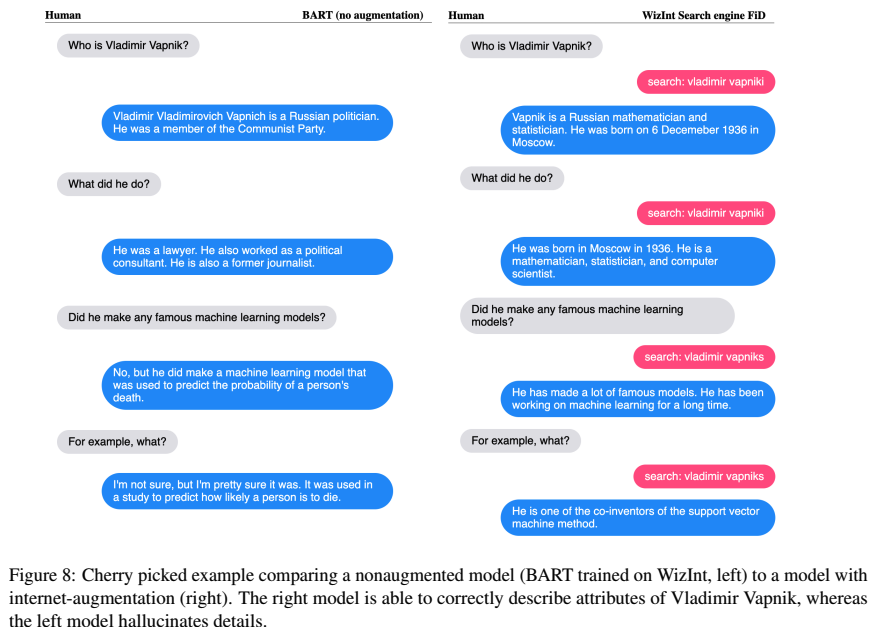 Human BART (no augmentation)
Who is Vladimir Vapnik?
Vladimir Vladimirovich Vapnich is a Russian politician.
He was a member of the Communist Party.
What did he do?
He was a lawyer. He also worked as a political
consultant. He is also a former journalist.
Did he make any famous machine learning models?
No, but he did make a machine learning model that
was used to predict the probability of a person's
death.
For example, what?
I'm not sure, but I'm pretty sure it was. It was used in
a study to predict how likely a person is to die.
Human WizInt Search engine FiD
Who is Vladimir Vapnik?
search: vladimir vapniki
Vapnik is a Russian mathematician and
statistician. He was born on 6 Decemeber 1936 in
Moscow.
What did he do?
search: vladimir vapniki
He was born in Moscow in 1936. He is a
mathematician, statistician, and computer
scientist.
Did he make any famous machine learning
models?
search: vladimir vapniks
He has made a lot of famous models. He has been
working on machine learning for a long time.
For example, what?
search: vladimir vapniks
He is one of the co-inventors of the support vector
machine method.
Figure 8: Cherry picked example comparing a nonaugmented model (BART trained on WizInt, left) to a model with
internet-augmentation (right). The right model is able to correctly describe attributes of Vladimir Vapnik, whereas
the left model hallucinates details.